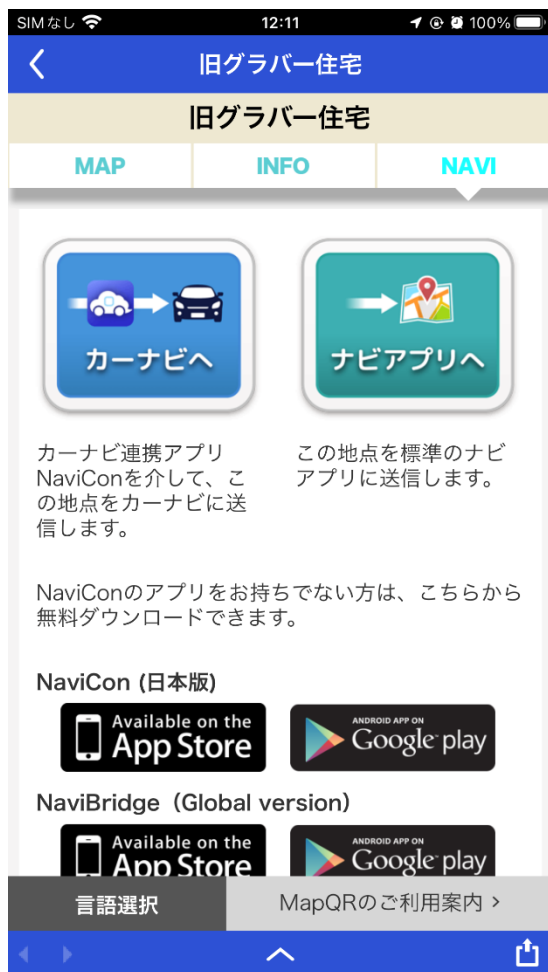 SIMなし 12:11 100%
旧グラバー住宅
旧グラバー住宅
MAP INFO NAVI
カーナビへ ナビアプリへ
カーナビ連携アプリ
NaviConを介して、こ
の地点をカーナビに送
信します。
この地点を標準のナビ
アプリに送信します。
NaviConのアプリをお持ちでない方は、こちらから
無料ダウンロードできます。
NaviCon (日本版)
Available on the
App Store
ANDROID APP ON
Google play
NaviBridge（Global version）
Available on the
App Store
ANDROID APP ON
Google play
言語選択 MapQRのご利用案内 >